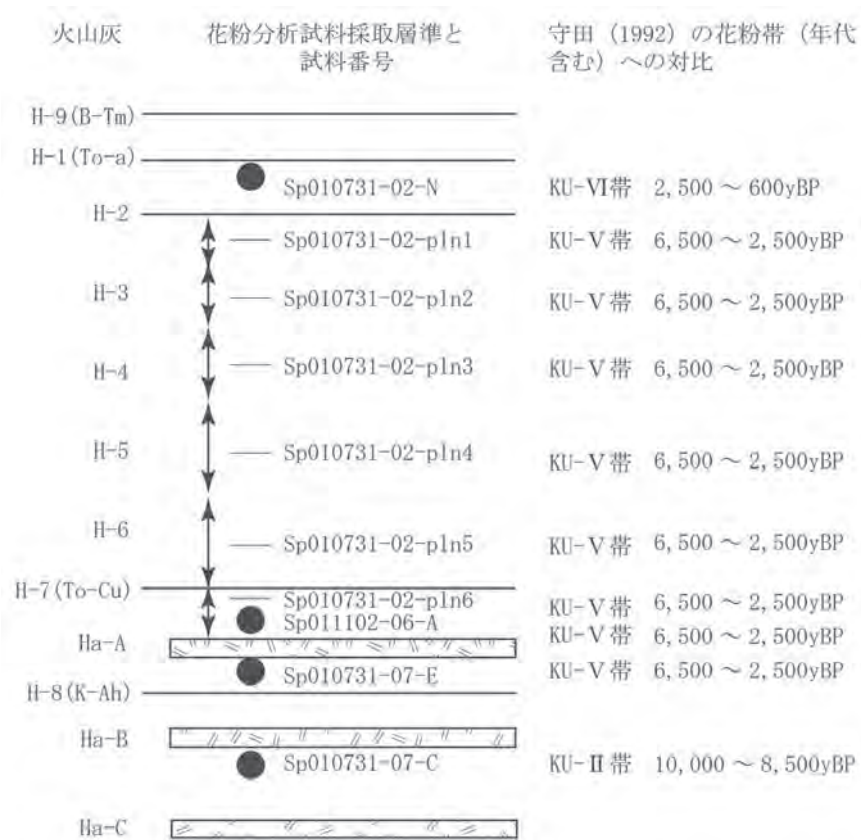 火山灰
花粉分析試料採取層準と
試料番号
守田（1992）の花粉帯（年代
含む）への対比
H-9(B-Tm)
H-1(To-a)
Sp010731-02-N KU-Ⅵ帯 2,500 ～ 600yBP
H-2
Sp010731-02-pln1 KU-Ⅴ帯 6,500 ～ 2,500yBP
H-3 Sp010731-02-pln2 KU-Ⅴ帯 6,500 ～ 2,500yBP
H-4 Sp010731-02-pln3 KU-Ⅴ帯 6,500 ～ 2,500yBP
H-5 Sp010731-02-pln4 KU-Ⅴ帯 6,500 ～ 2,500yBP
H-6 Sp010731-02-pln5 KU-Ⅴ帯 6,500 ～ 2,500yBP
H-7(To-Cu)
Sp010731-02-pln6 KU-Ⅴ帯 6,500 ～ 2,500yBP
Sp011102-06-A KU-Ⅴ帯 6,500 ～ 2,500yBP
Ha-A
Sp010731-07-E KU-Ⅴ帯 6,500 ～ 2,500yBP
H-8(K-Ah)
Ha-B
Sp010731-07-C KU-Ⅱ帯 10,000 ～ 8,500yBP
Ha-C